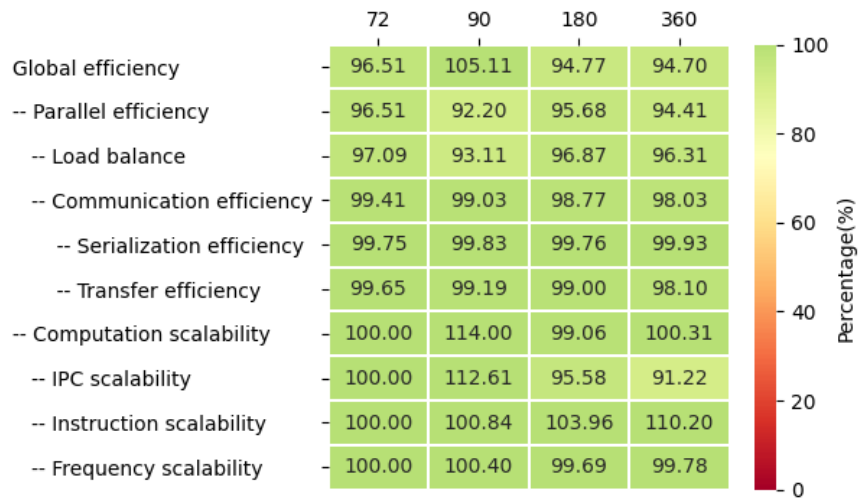 72 90 180 360
Global efficiency 96.51 105.11 94.77 94.70
-- Parallel efficiency 96.51 92.20 95.68 94.41
-- Load balance 97.09 93.11 96.87 96.31
-- Communication efficiency 99.41 99.03 98.77 98.03
-- Serialization efficiency 99.75 99.83 99.76 99.93
-- Transfer efficiency 99.65 99.19 99.00 98.10
-- Computation scalability 100.00 114.00 99.06 100.31
-- IPC scalability 100.00 112.61 95.58 91.22
-- Instruction scalability 100.00 100.84 103.96 110.20
-- Frequency scalability 100.00 100.40 99.69 99.78
100
80
60
40
20
0
Percentage(%)